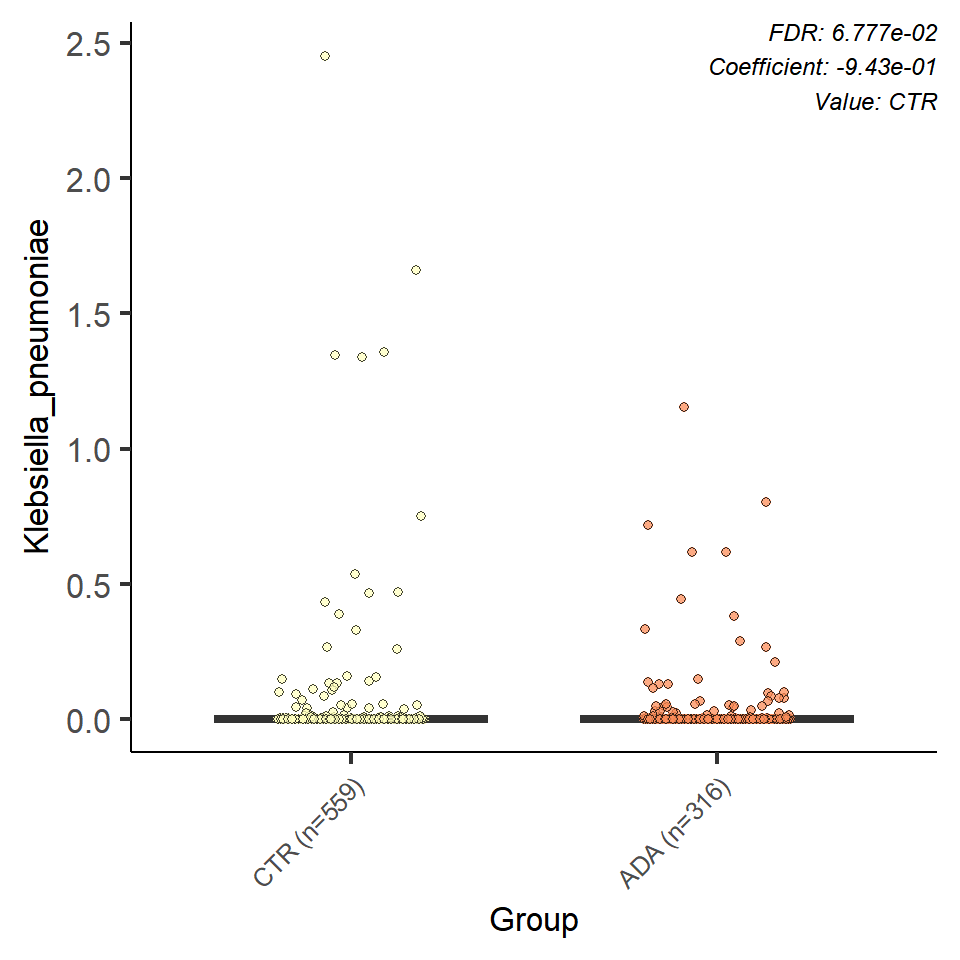 FDR: 6.777e-02
Coefficient: -9.43e-01
Value: CTR
Klebsiella_pneumoniae
2.5
2.0
1.5
1.0
0.5
0.0
CTR (n=559)
ADA (n=316)
Group